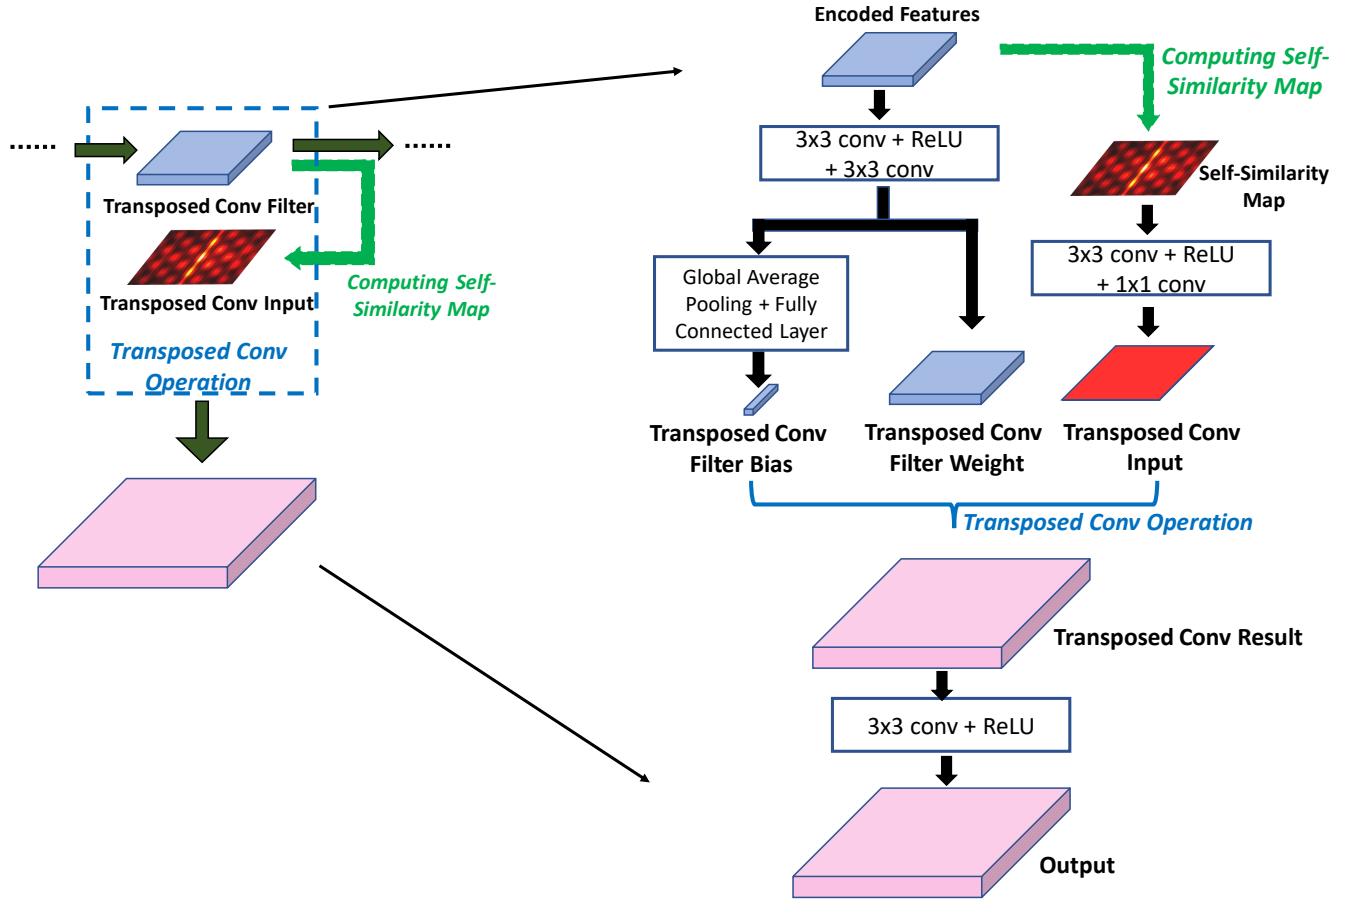 ......
Transposed Conv Filter
Transposed Conv Input
Transposed Conv
Operation
......
Computing Self-
Similarity Map
Encoded Features
3x3 conv + ReLU
+ 3x3 conv
Computing Self-
Similarity Map
Self-Similarity
Map
3x3 conv + ReLU
+ 1x1 conv
Global Average
Pooling + Fully
Connected Layer
Transposed Conv
Filter Bias
Transposed Conv
Filter Weight
Transposed Conv
Input
Transposed Conv Operation
Transposed Conv Result
3x3 conv + ReLU
Output